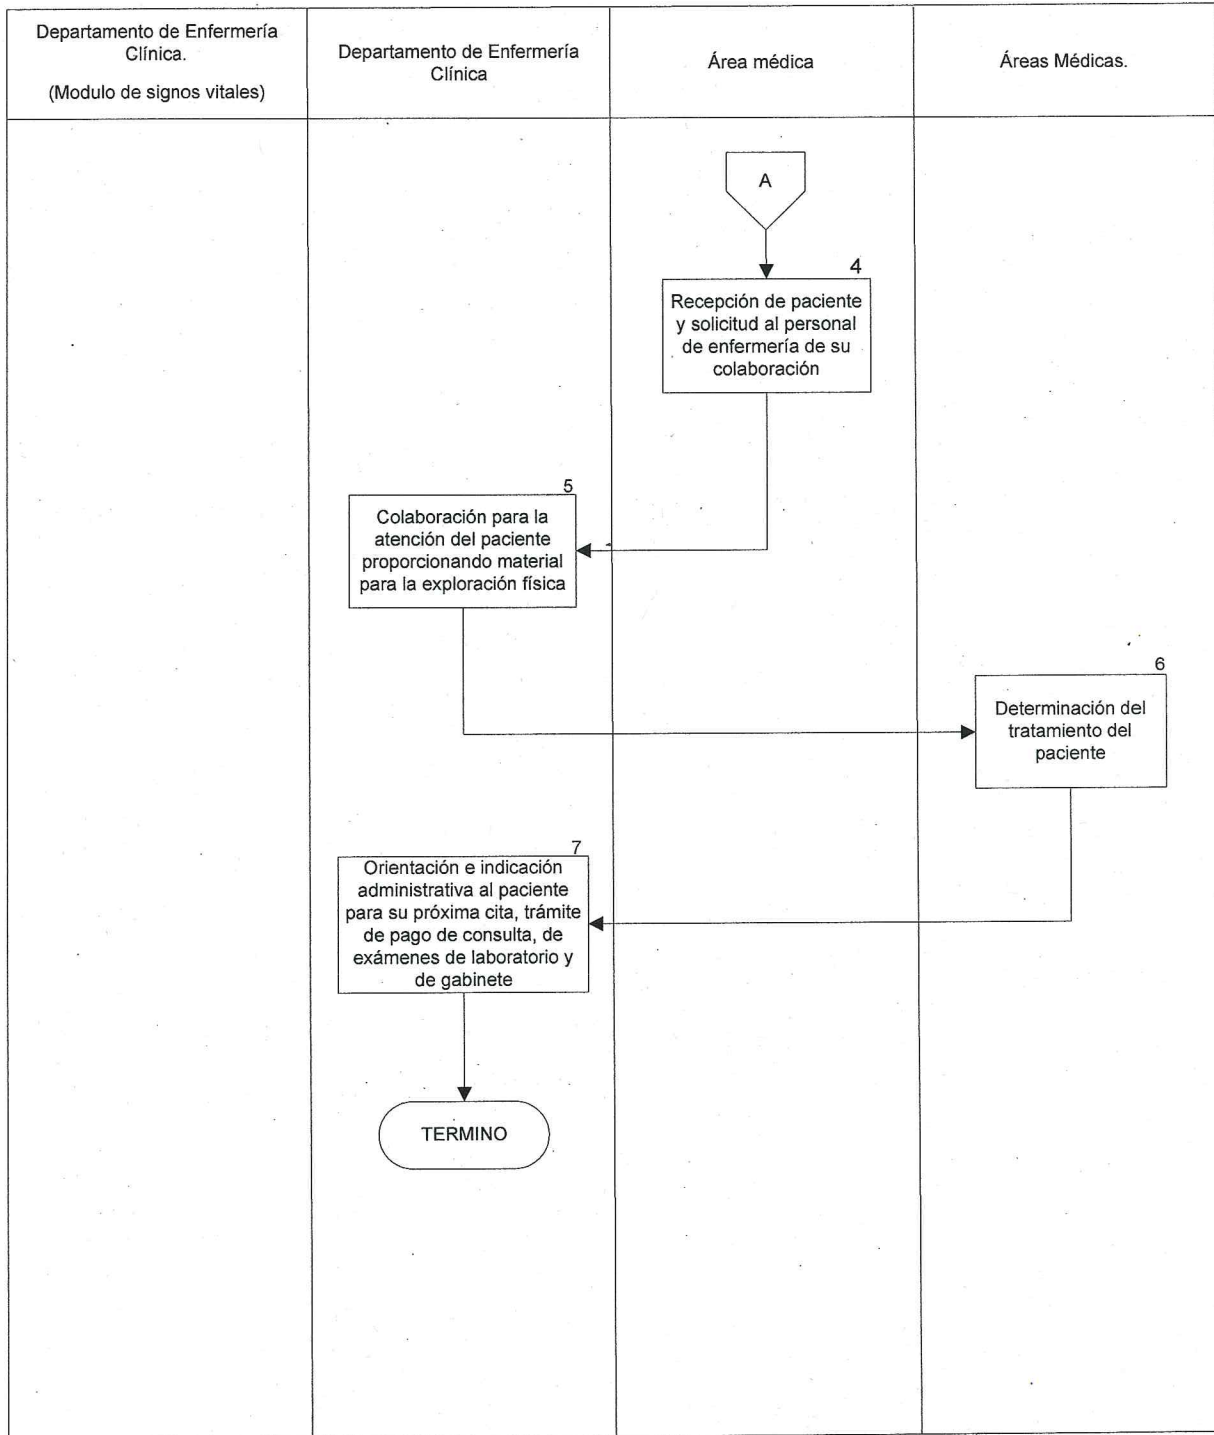 Departamento de Enfermería
Clínica.
(Modulo de signos vitales)
Departamento de Enfermería
Clínica
Área médica
Áreas Médicas.
A
4
Recepción de paciente
y solicitud al personal
de enfermería de su
colaboración
5
Colaboración para la
atención del paciente
proporcionando material
para la exploración física
6
Determinación del
tratamiento del
paciente
7
Orientación e indicación
administrativa al paciente
para su próxima cita, trámite
de pago de consulta, de
exámenes de laboratorio y
de gabinete
TERMINO